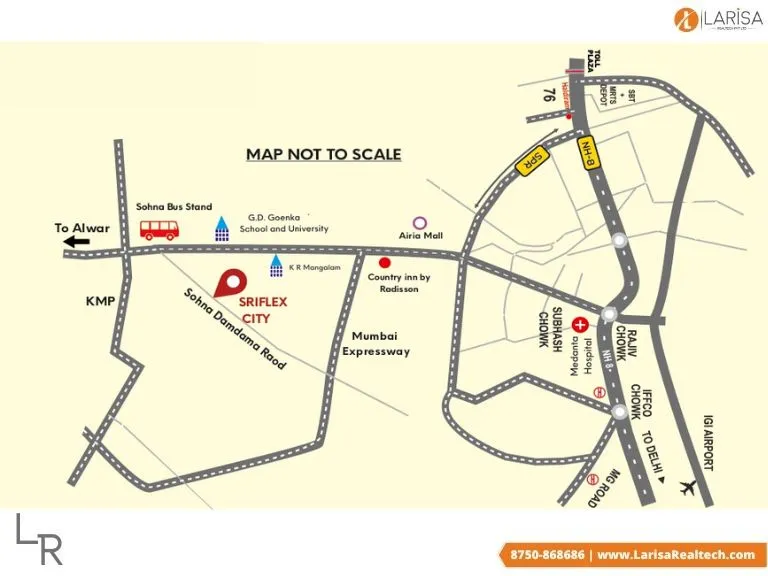 LARISA
REALTECH PVT LTD
TOLL
PLAZA
Haldiram
76
SBT
+
MRTS
DEPOT
MAP NOT TO SCALE
SPR
NH-8
Sohna Bus Stand
G.D. Goenka
School and University
To Alwar
Airia Mall
K R Mangalam
Country inn by
Radisson
KMP
SRIFLEX
CITY
Sohna Damdama Raod
Mumbai
Expressway
SUBHASH
CHOWK
Medanta
Hospital
RAJIV
CHOWK
NH 8-
IFFCO
CHOWK
TO DELHI
IGI AIRPORT
MG ROAD
LR
8750-868686 | www.LarisaRealtech.com